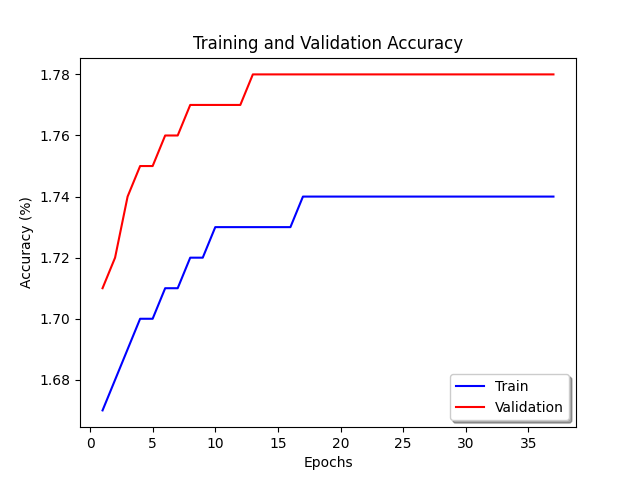 Training and Validation Accuracy
1.78
1.76
1.74
1.72
1.70
1.68
Accuracy (%)
0 5 10 15 20 25 30 35
Epochs
Train
Validation